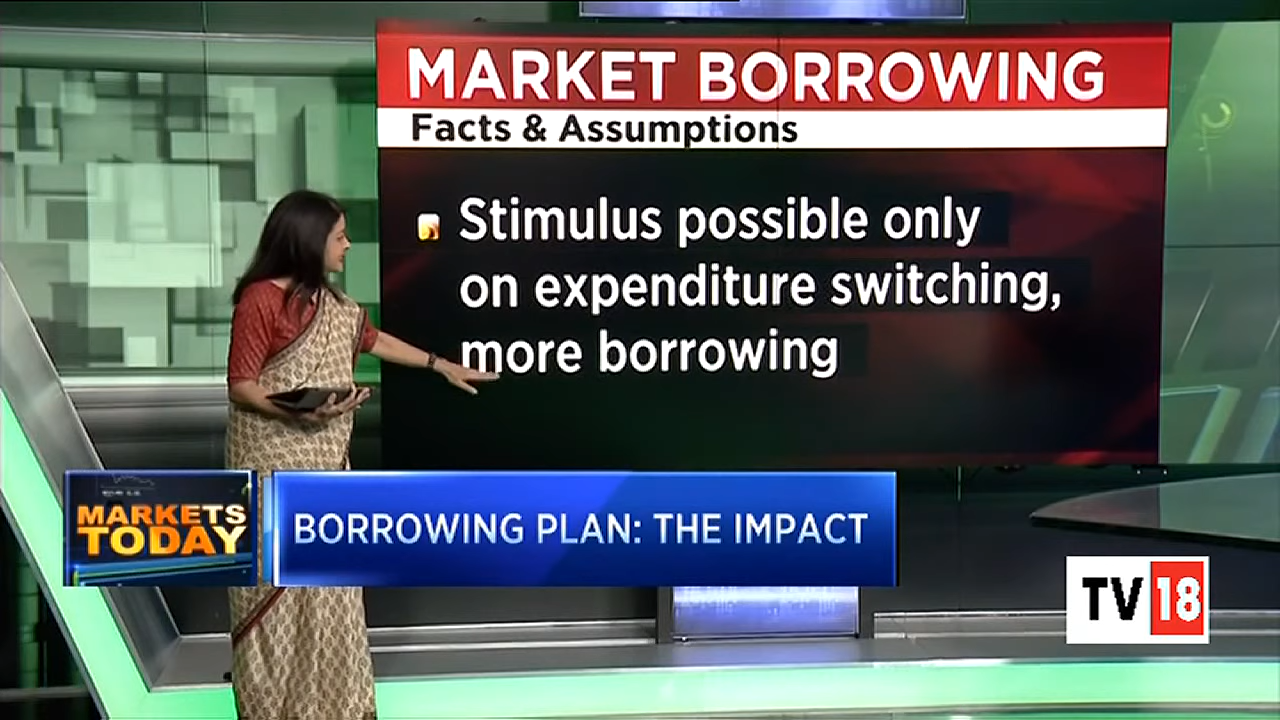 MARKET BORROWING
Facts & Assumptions
Stimulus possible only
on expenditure switching,
more borrowing
MARKETS
TODAY
BORROWING PLAN: THE IMPACT
TV18